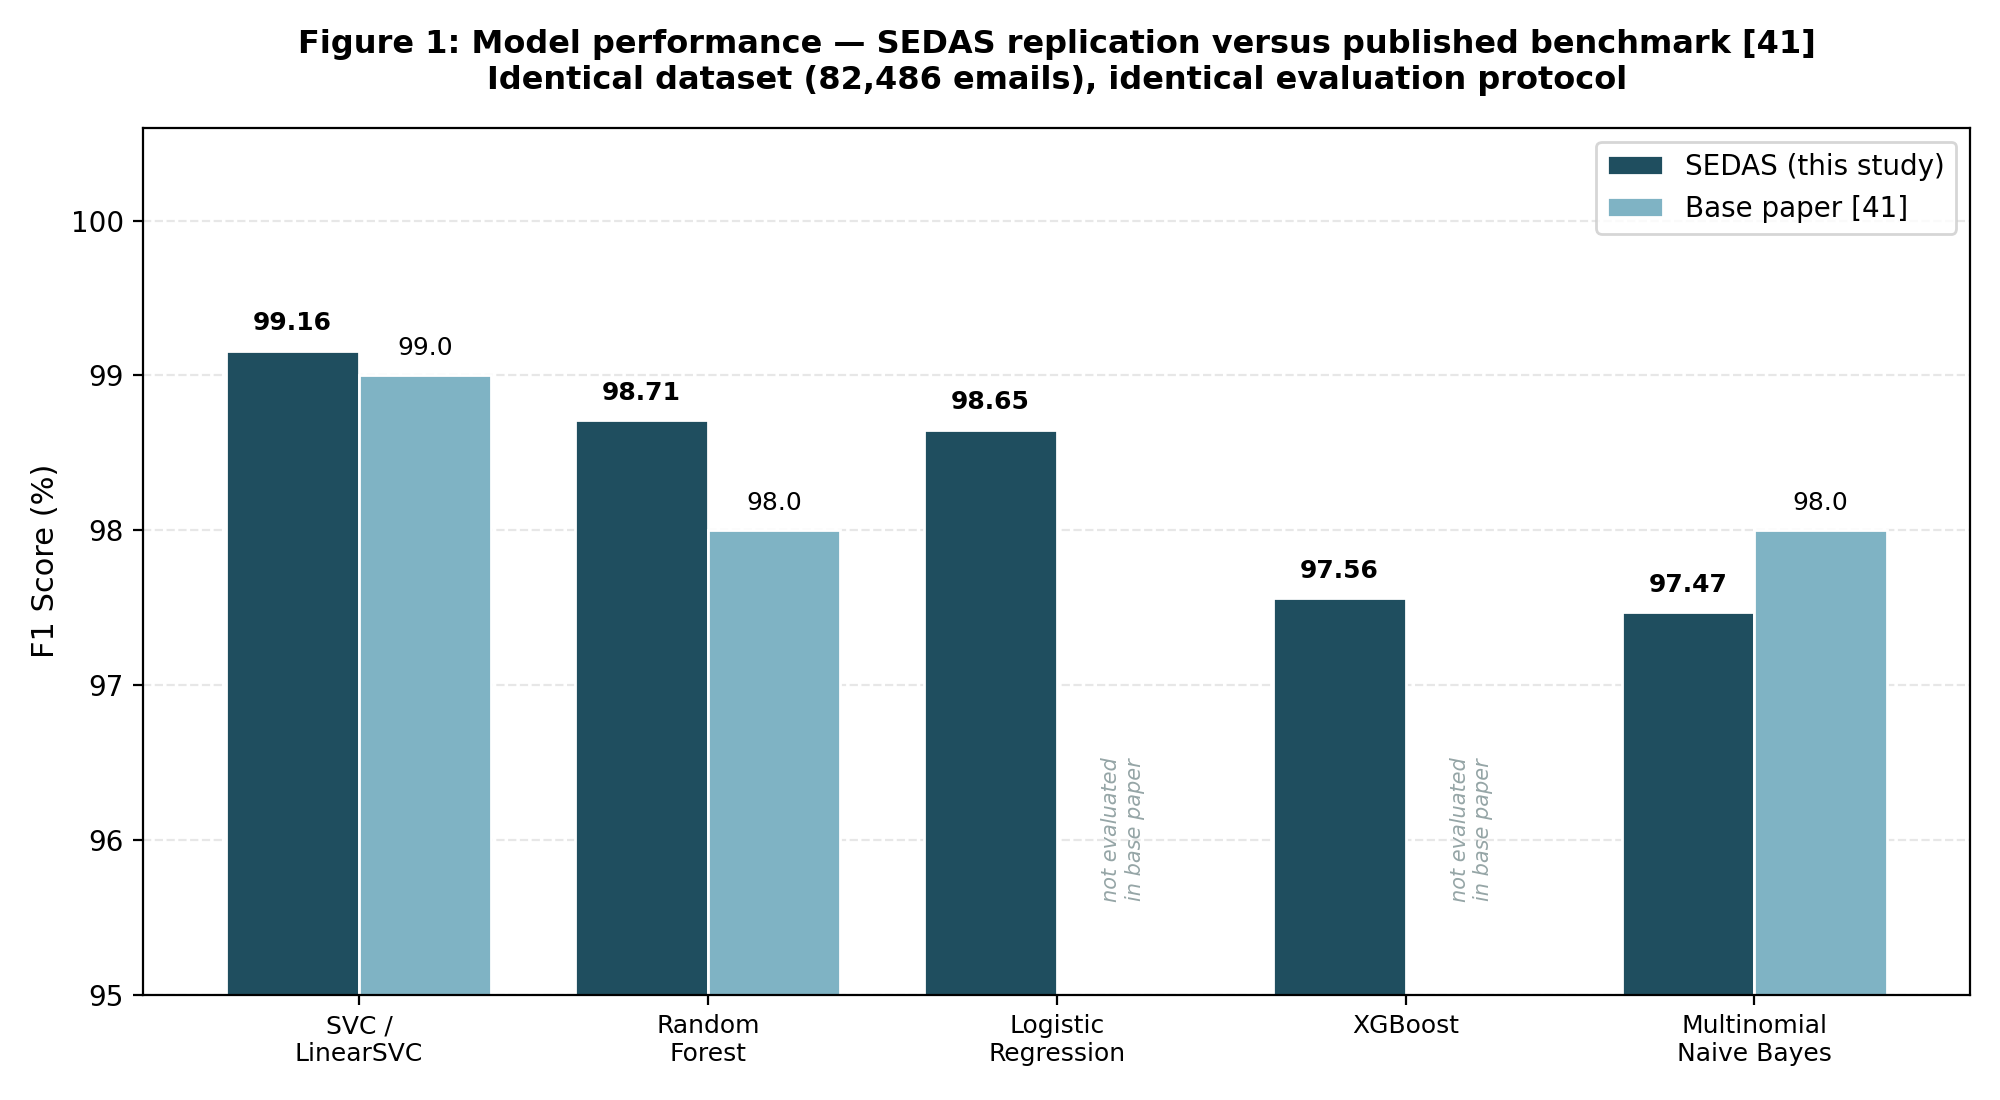 Figure 1: Model performance — SEDAS replication versus published benchmark [41]
Identical dataset (82,486 emails), identical evaluation protocol
SEDAS (this study)
Base paper [41]
F1 Score (%)
100
99
98
97
96
95
99.16
99.0
98.71
98.0
98.65
not evaluated
in base paper
97.56
not evaluated
in base paper
97.47
98.0
SVC /
LinearSVC
Random
Forest
Logistic
Regression
XGBoost
Multinomial
Naive Bayes